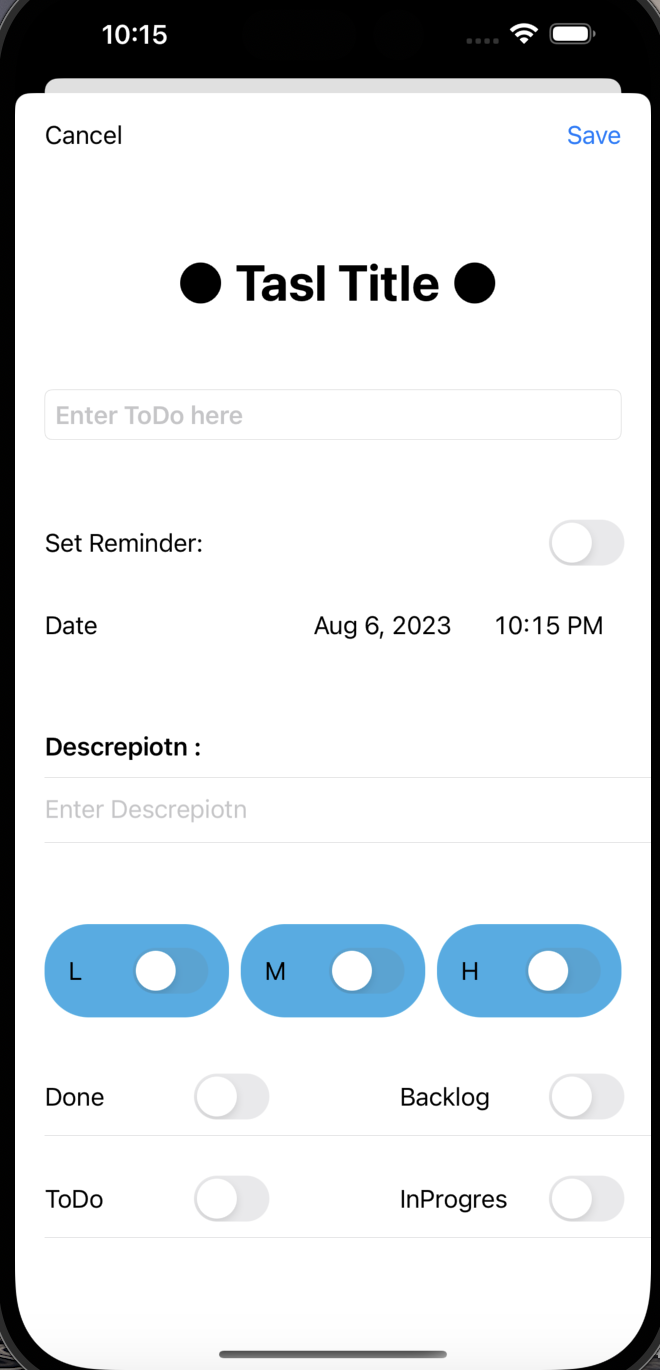 10:15
Cancel Save
Tasl Title
Enter ToDo here
Set Reminder:
Date Aug 6, 2023 10:15 PM
Descrepiotn :
Enter Descrepiotn
L M H
Done Backlog
ToDo InProgres